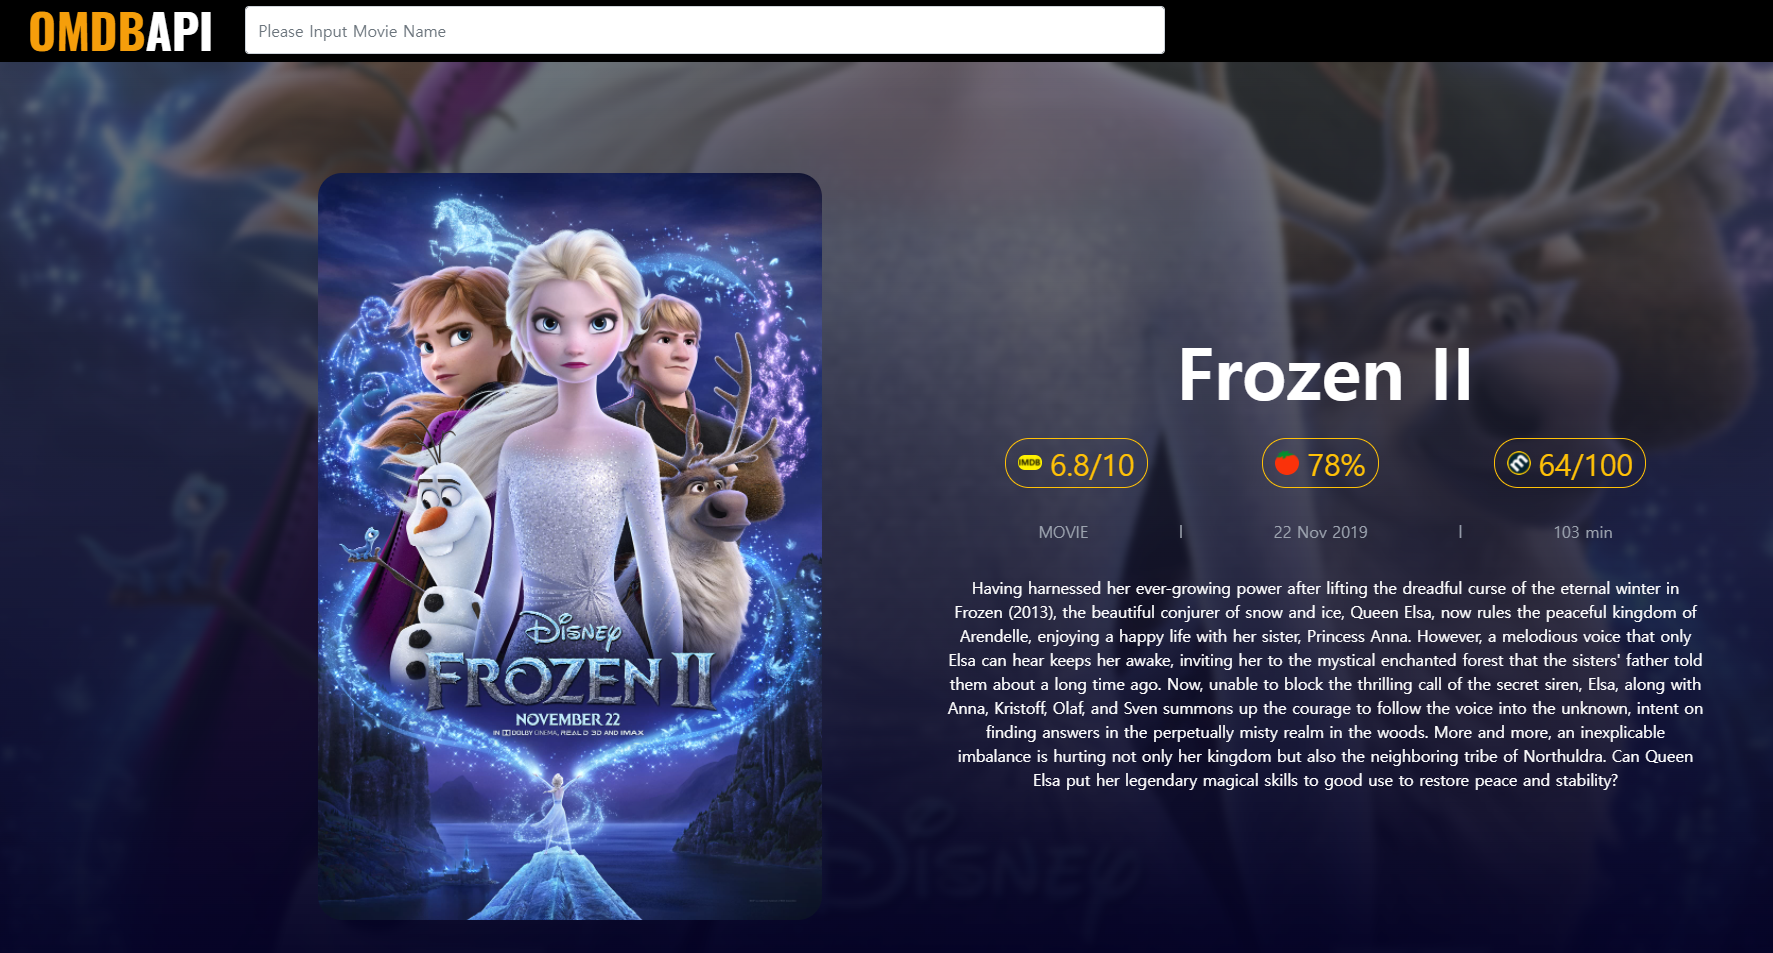 OMDBAPI
Please Input Movie Name
DISNEY
FROZEN II
NOVEMBER 22
IN DOLBY CINEMA, REAL D 3D AND IMAX
Frozen II
IMDB 6.8/10
78%
64/100
MOVIE | 22 Nov 2019 | 103 min
Having harnessed her ever-growing power after lifting the dreadful curse of the eternal winter in
Frozen (2013), the beautiful conjurer of snow and ice, Queen Elsa, now rules the peaceful kingdom of
Arendelle, enjoying a happy life with her sister, Princess Anna. However, a melodious voice that only
Elsa can hear keeps her awake, inviting her to the mystical enchanted forest that the sisters' father told
them about a long time ago. Now, unable to block the thrilling call of the secret siren, Elsa, along with
Anna, Kristoff, Olaf, and Sven summons up the courage to follow the voice into the unknown, intent on
finding answers in the perpetually misty realm in the woods. More and more, an inexplicable
imbalance is hurting not only her kingdom but also the neighboring tribe of Northuldra. Can Queen
Elsa put her legendary magical skills to good use to restore peace and stability?
DISNEY